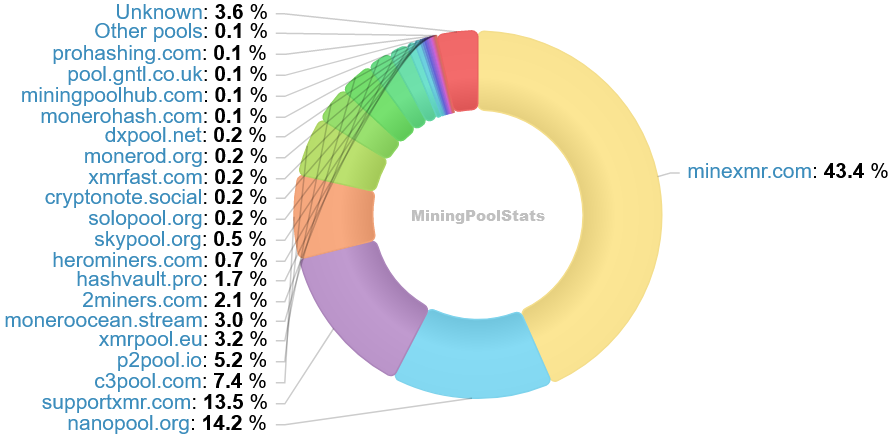 Unknown: 3.6 %
Other pools: 0.1 %
prohashing.com: 0.1 %
pool.gntl.co.uk: 0.1 %
miningpoolhub.com: 0.1 %
monerohash.com: 0.1 %
dxpool.net: 0.2 %
monerod.org: 0.2 %
xmrfast.com: 0.2 %
cryptonote.social: 0.2 %
solopool.org: 0.2 %
skypool.org: 0.5 %
herominers.com: 0.7 %
hashvault.pro: 1.7 %
2miners.com: 2.1 %
moneroocean.stream: 3.0 %
xmrpool.eu: 3.2 %
p2pool.io: 5.2 %
c3pool.com: 7.4 %
supportxmr.com: 13.5 %
nanopool.org: 14.2 %
MiningPoolStats
minexmr.com: 43.4 %